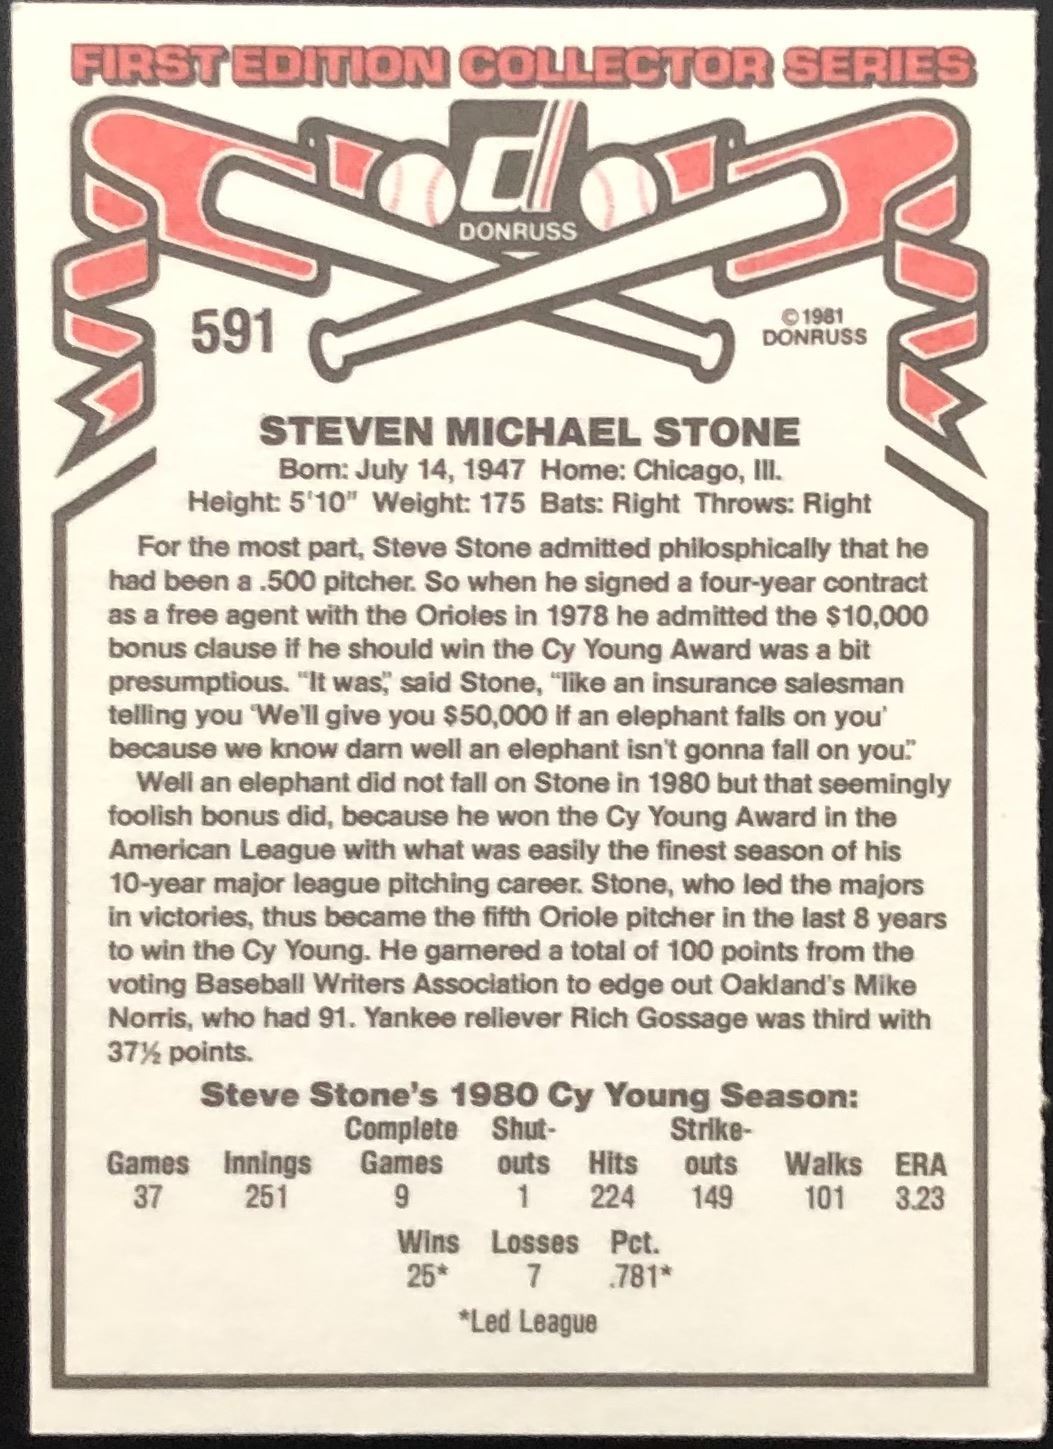 FIRST EDITION COLLECTOR SERIES
d
DONRUSS
591
©1981
DONRUSS
STEVEN MICHAEL STONE
Born: July 14, 1947 Home: Chicago, Ill.
Height: 5'10" Weight: 175 Bats: Right Throws: Right
For the most part, Steve Stone admitted philosphically that he
had been a .500 pitcher. So when he signed a four-year contract
as a free agent with the Orioles in 1978 he admitted the $10,000
bonus clause if he should win the Cy Young Award was a bit
presumptious. "It was," said Stone, "like an insurance salesman
telling you 'We'll give you $50,000 if an elephant falls on you'
because we know darn well an elephant isn't gonna fall on you."
Well an elephant did not fall on Stone in 1980 but that seemingly
foolish bonus did, because he won the Cy Young Award in the
American League with what was easily the finest season of his
10-year major league pitching career. Stone, who led the majors
in victories, thus became the fifth Oriole pitcher in the last 8 years
to win the Cy Young. He garnered a total of 100 points from the
voting Baseball Writers Association to edge out Oakland's Mike
Norris, who had 91. Yankee reliever Rich Gossage was third with
37½ points.
Steve Stone's 1980 Cy Young Season:
Complete Shut- Strike-
Games Innings Games outs Hits outs Walks ERA
37 251 9 1 224 149 101 3.23
Wins Losses Pct.
25* 7 .781*
*Led League